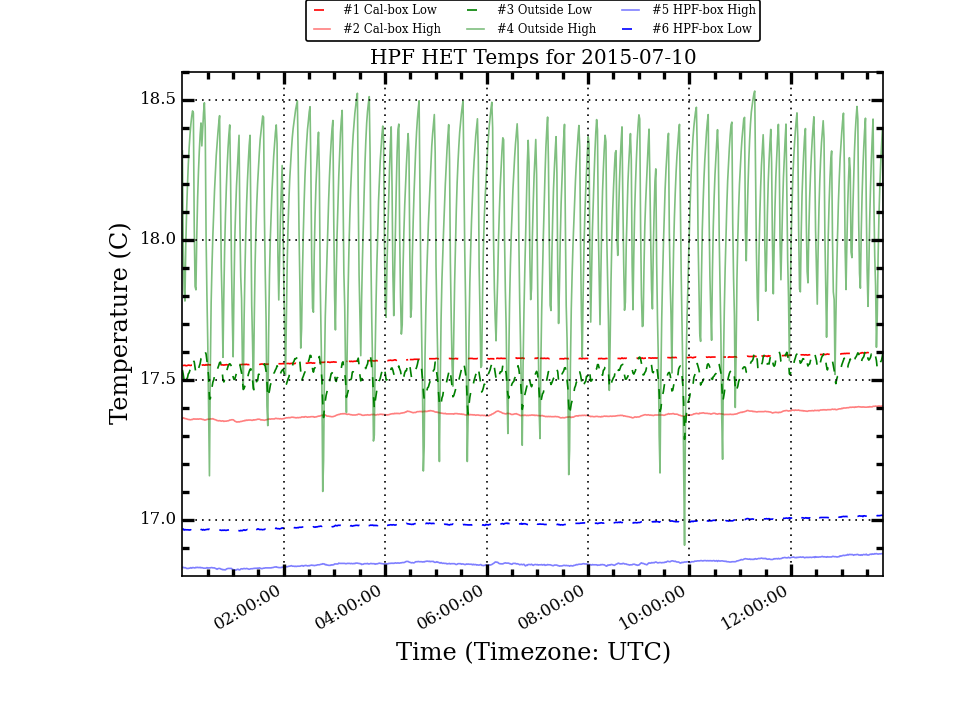 #1 Cal-box Low #3 Outside Low #5 HPF-box High
#2 Cal-box High #4 Outside High #6 HPF-box Low
HPF HET Temps for 2015-07-10
18.5
18.0
17.5
17.0
Temperature (C)
02:00:00 04:00:00 06:00:00 08:00:00 10:00:00 12:00:00
Time (Timezone: UTC)